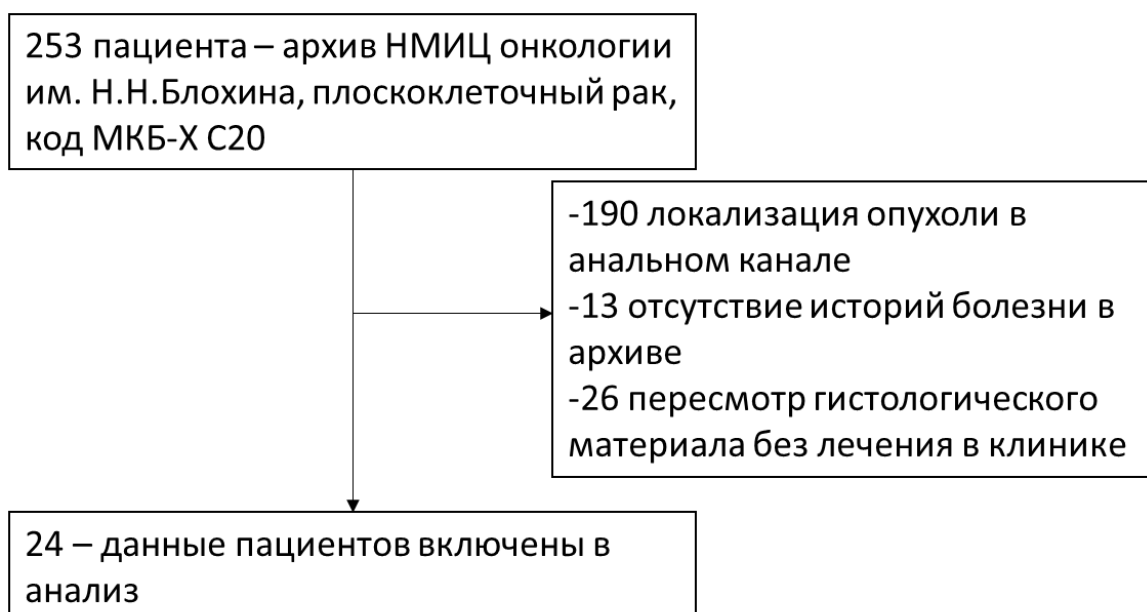 253 пациента – архив НМИЦ онкологии
им. Н.Н.Блохина, плоскоклеточный рак,
код МКБ-X C20
-190 локализация опухоли в
анальном канале
-13 отсутствие историй болезни в
архиве
-26 пересмотр гистологического
материала без лечения в клинике
24 – данные пациентов включены в
анализ